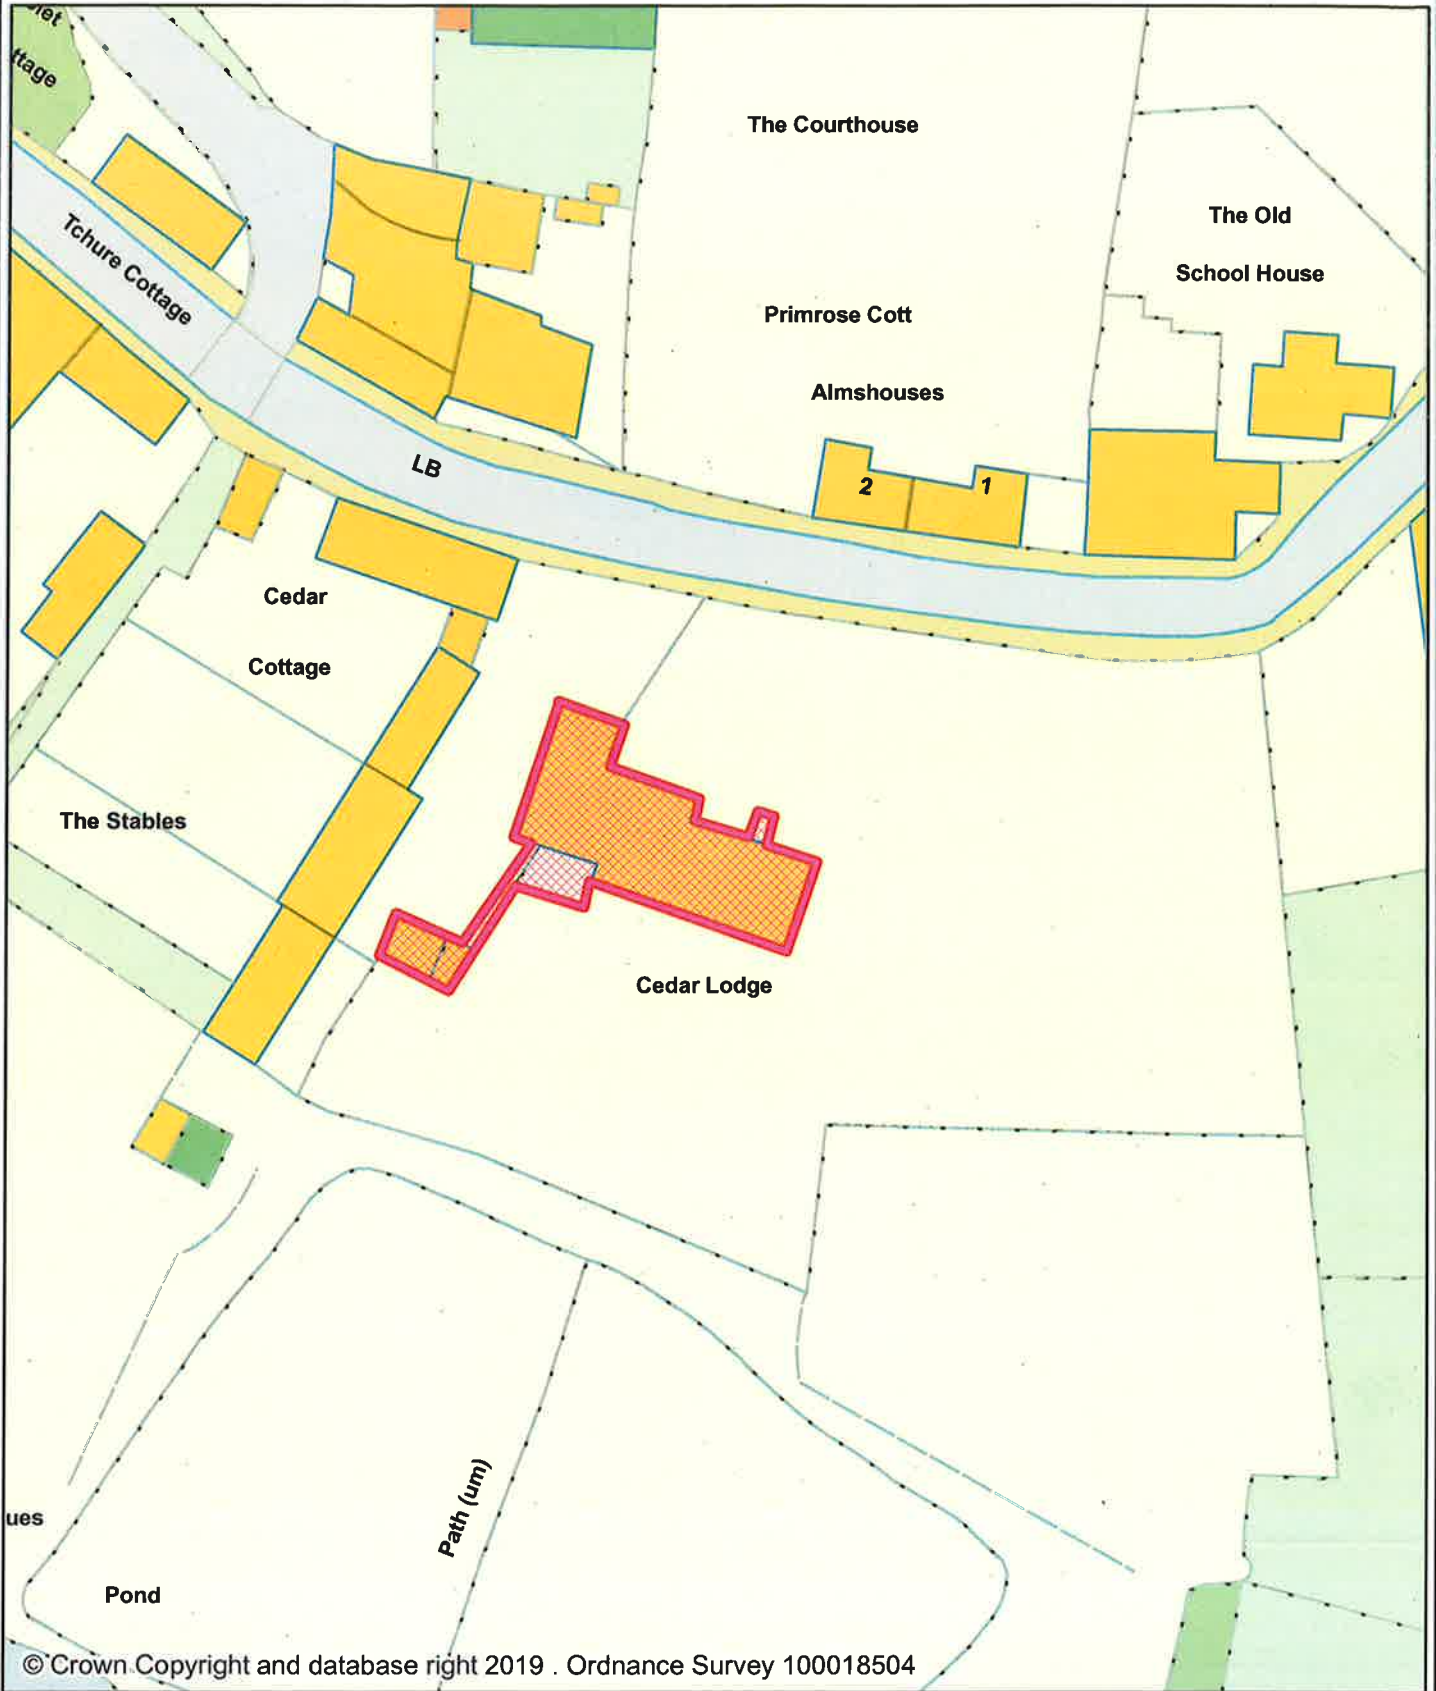 ttage
The Courthouse
The Old
School House
Tchure Cottage
Primrose Cott
Almshouses
LB
2
1
Cedar
Cottage
The Stables
Cedar Lodge
Path (um)
ues
Pond
© Crown Copyright and database right 2019 . Ordnance Survey 100018504